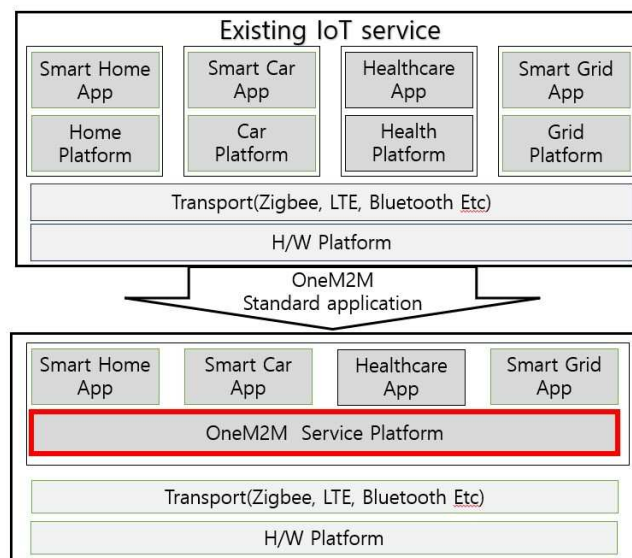 Existing IoT service
Smart Home
App
Smart Car
App
Healthcare
App
Smart Grid
App
Home
Platform
Car
Platform
Health
Platform
Grid
Platform
Transport(Zigbee, LTE, Bluetooth Etc)
H/W Platform
OneM2M
Standard application
Smart Home
App
Smart Car
App
Healthcare
App
Smart Grid
App
OneM2M Service Platform
Transport(Zigbee, LTE, Bluetooth Etc)
H/W Platform